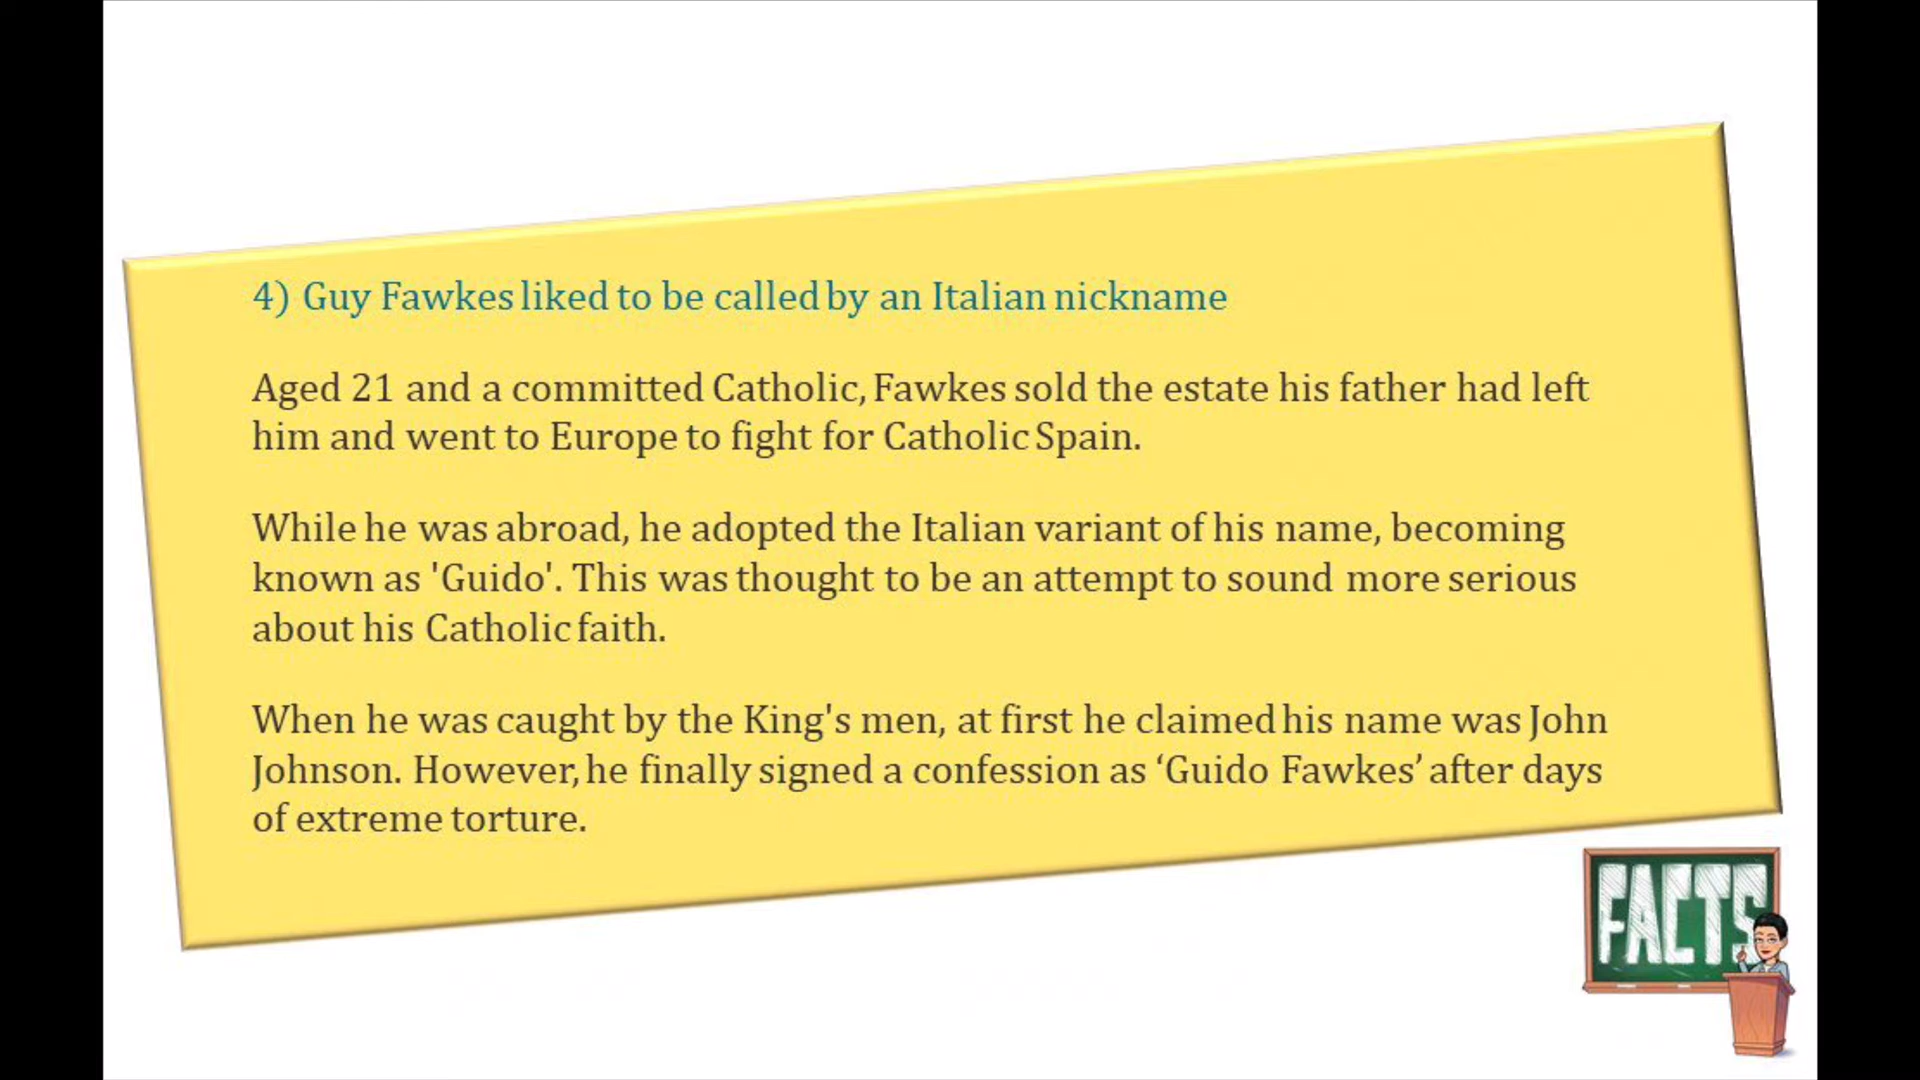 4) Guy Fawkes liked to be called by an Italian nickname
Aged 21 and a committed Catholic, Fawkes sold the estate his father had left
him and went to Europe to fight for Catholic Spain.
While he was abroad, he adopted the Italian variant of his name, becoming
known as 'Guido'. This was thought to be an attempt to sound more serious
about his Catholic faith.
When he was caught by the King's men, at first he claimed his name was John
Johnson. However, he finally signed a confession as ‘Guido Fawkes’ after days
of extreme torture.
FACTS